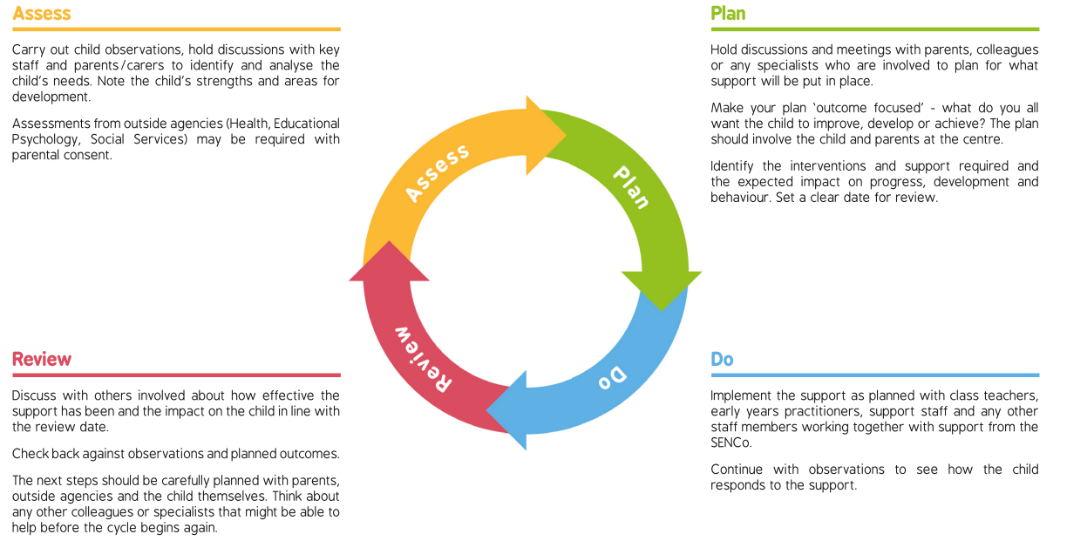 Assess
Carry out child observations, hold discussions with key
staff and parents/carers to identify and analyse the
child's needs. Note the child's strengths and areas for
development.
Assessments from outside agencies (Health, Educational
Psychology, Social Services) may be required with
parental consent.
Plan
Hold discussions and meetings with parents, colleagues
or any specialists who are involved to plan for what
support will be put in place.
Make your plan 'outcome focused' - what do you all
want the child to improve, develop or achieve? The plan
should involve the child and parents at the centre.
Identify the interventions and support required and
the expected impact on progress, development and
behaviour. Set a clear date for review.
Assess
Plan
Do
Review
Review
Discuss with others involved about how effective the
support has been and the impact on the child in line with
the review date.
Check back against observations and planned outcomes.
The next steps should be carefully planned with parents,
outside agencies and the child themselves. Think about
any other colleagues or specialists that might be able to
help before the cycle begins again.
Do
Implement the support as planned with class teachers,
early years practitioners, support staff and any other
staff members working together with support from the
SENCo.
Continue with observations to see how the child
responds to the support.